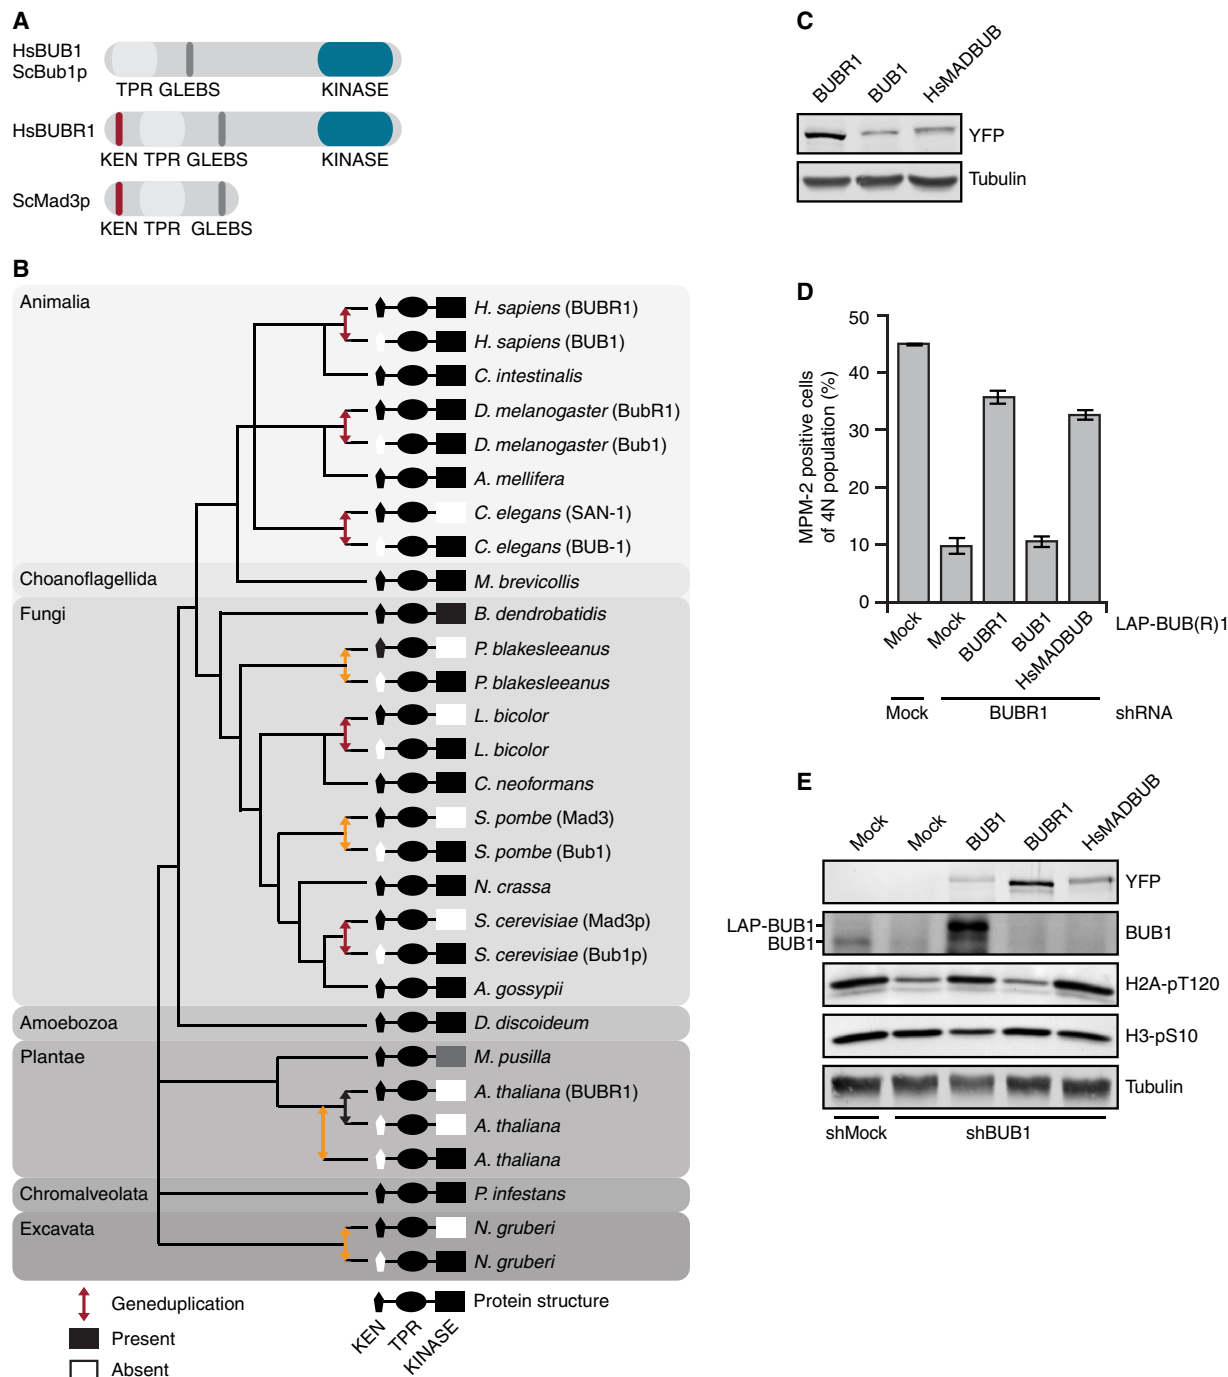 A
HsBUB1
ScBub1p
TPR GLEBS
KINASE
HsBUBR1
KEN TPR GLEBS
KINASE
ScMad3p
KEN TPR GLEBS
B
Animalia
H. sapiens (BUBR1)
H. sapiens (BUB1)
C. intestinalis
D. melanogaster (BubR1)
D. melanogaster (Bub1)
A. mellifera
C. elegans (SAN-1)
C. elegans (BUB-1)
Choanoflagellida
M. brevicollis
Fungi
B. dendrobatidis
P. blakesleeanus
P. blakesleeanus
L. bicolor
L. bicolor
C. neoformans
S. pombe (Mad3)
S. pombe (Bub1)
N. crassa
S. cerevisiae (Mad3p)
S. cerevisiae (Bub1p)
A. gossypii
Amoebozoa
D. discoideum
Plantae
M. pusilla
A. thaliana (BUBR1)
A. thaliana
A. thaliana
Chromalveolata
P. infestans
Excavata
N. gruberi
N. gruberi
Geneduplication
Present
Absent
Protein structure
KEN
TPR
KINASE
C
BUBR1
BUB1
HsMADBUB
YFP
Tubulin
D
MPM-2 positive cells
of 4N population (%)
50
40
30
20
10
0
Mock
Mock
BUBR1
BUB1
HsMADBUB
LAP-BUB(R)1
Mock
BUBR1
shRNA
E
Mock
Mock
BUB1
BUBR1
HsMADBUB
YFP
LAP-BUB1
BUB1
BUB1
H2A-pT120
H3-pS10
Tubulin
shMock
shBUB1